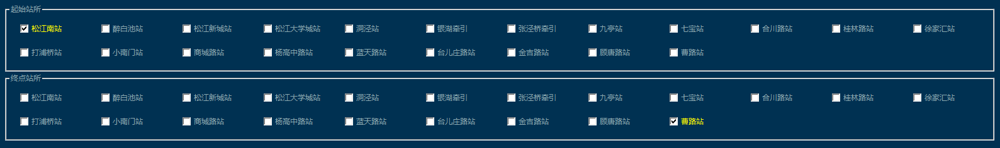 起始站所
松江南站 醉白池站 松江新城站 松江大学城站 洞泾站 银湖牵引 张泾桥牵引 九亭站 七宝站 合川路站 桂林路站 徐家汇站
打浦桥站 小南门站 商城路站 杨高中路站 蓝天路站 台儿庄路站 金吉路站 顾唐路站 曹路站
终点站所
松江南站 醉白池站 松江新城站 松江大学城站 洞泾站 银湖牵引 张泾桥牵引 九亭站 七宝站 合川路站 桂林路站 徐家汇站
打浦桥站 小南门站 商城路站 杨高中路站 蓝天路站 台儿庄路站 金吉路站 顾唐路站 曹路站